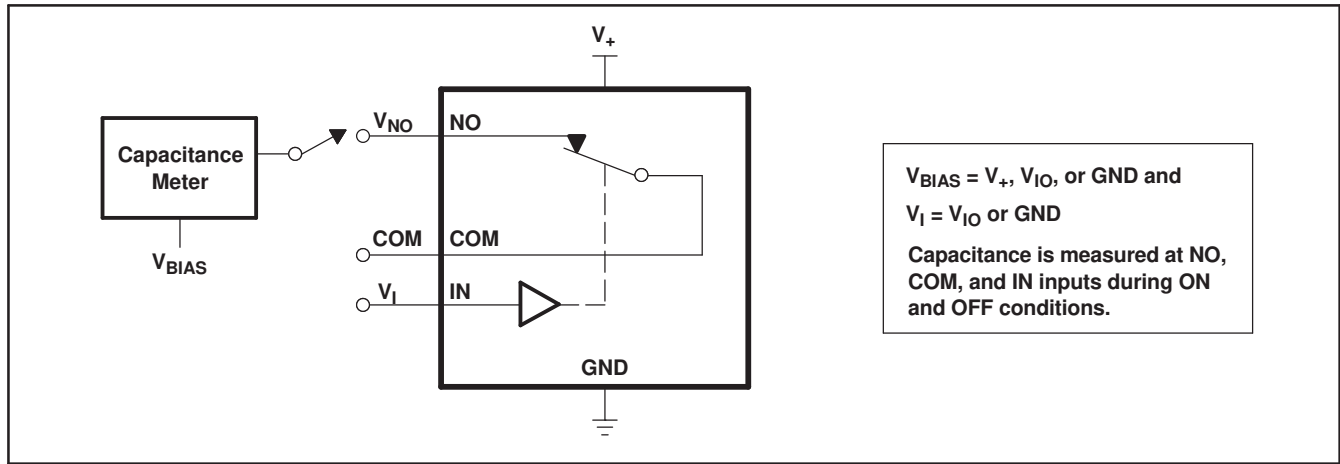 V+
VNO
NO
Capacitance
Meter
VBIAS
COM
COM
VI
IN
GND
VBIAS = V+, VIO, or GND and
VI = VIO or GND
Capacitance is measured at NO,
COM, and IN inputs during ON
and OFF conditions.